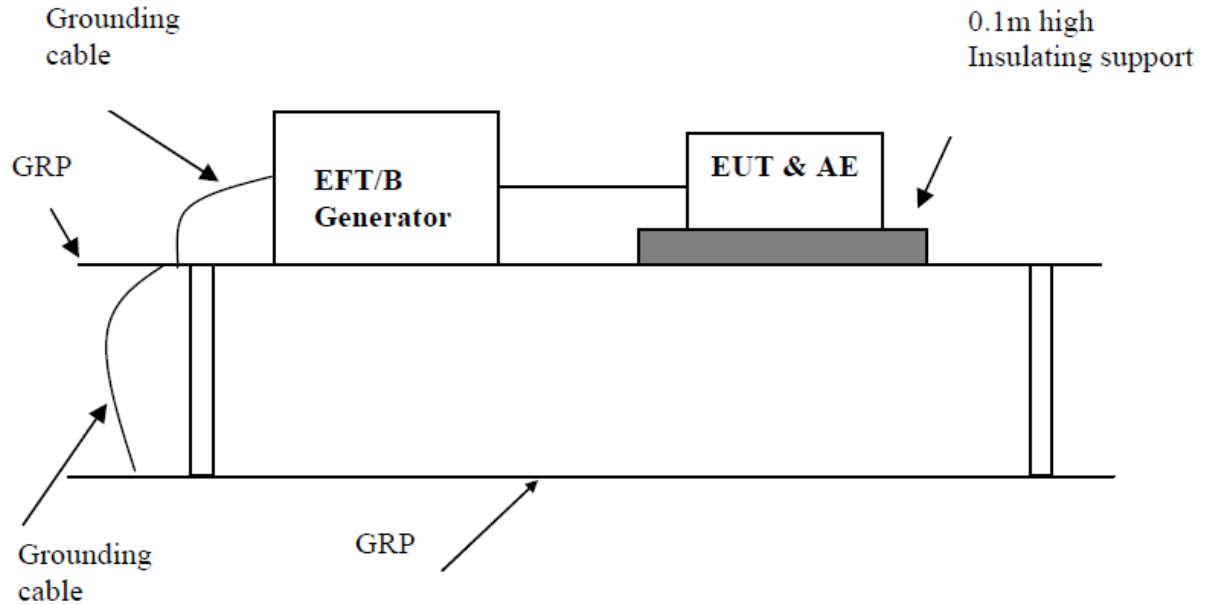 Grounding
cable
0.1m high
Insulating support
GRP
EFT/B
Generator
EUT & AE
Grounding
cable
GRP